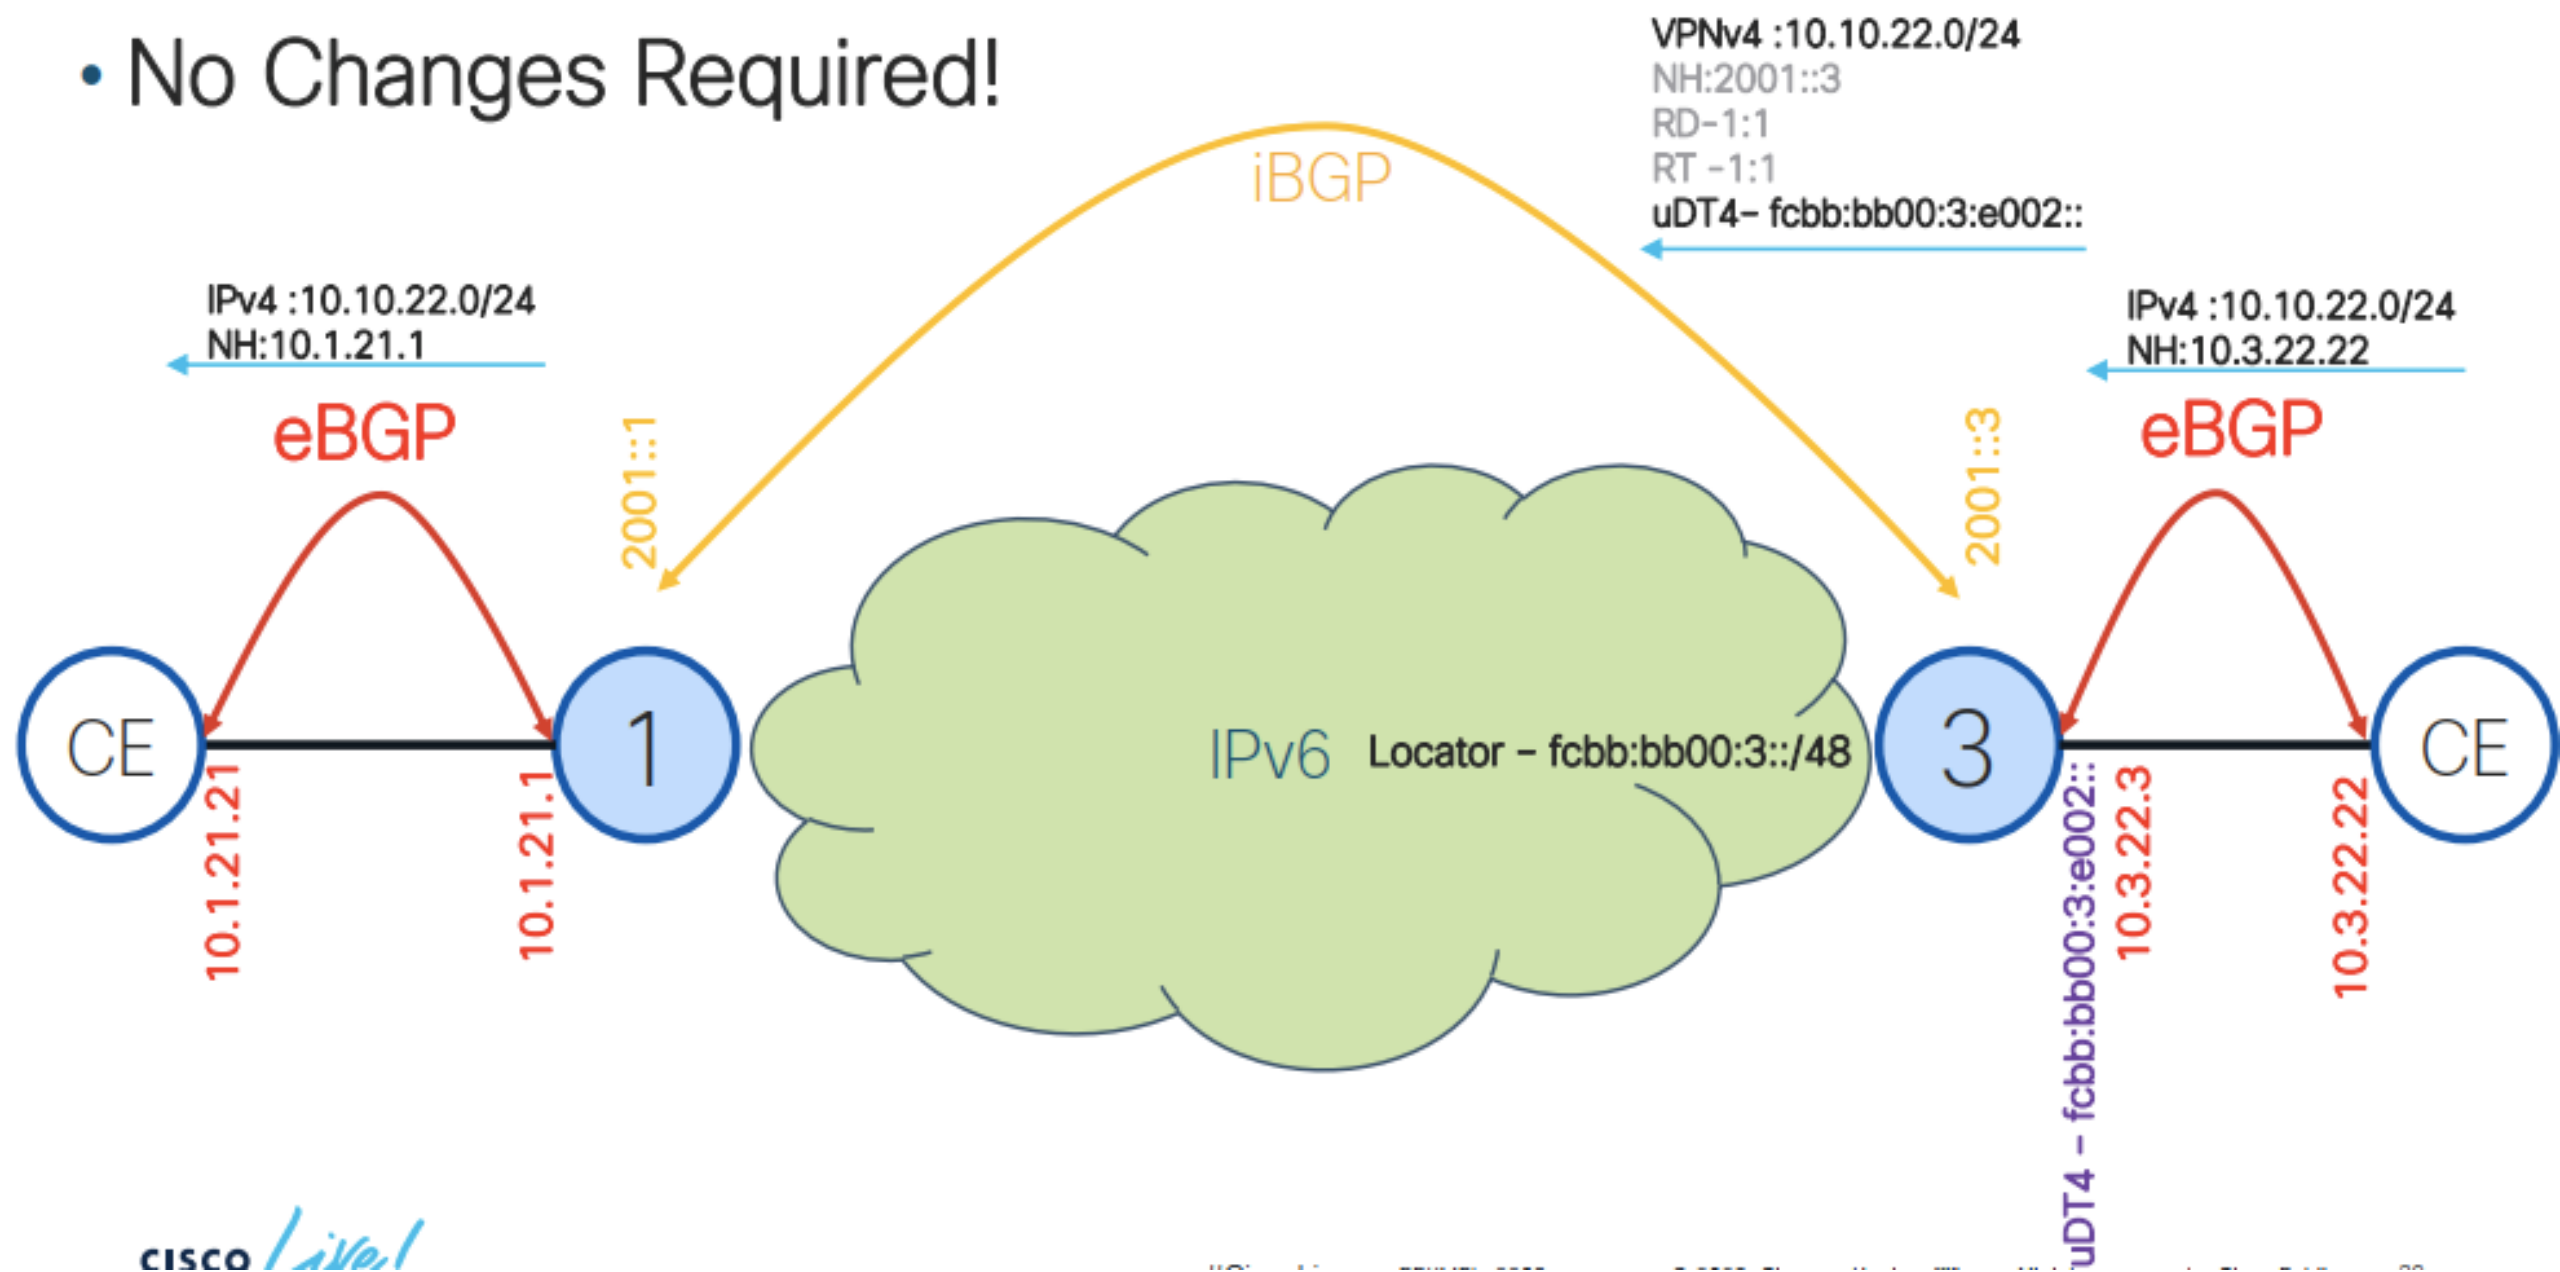 • No Changes Required!
VPNv4 :10.10.22.0/24
NH:2001::3
RD-1:1
RT -1:1
uDT4- fcbb:bb00:3:e002::
iBGP
IPv4 :10.10.22.0/24
NH:10.1.21.1
eBGP
2001::1
2001::3
IPv4 :10.10.22.0/24
NH:10.3.22.22
eBGP
CE
1
IPv6
Locator – fcbb:bb00:3::/48
3
CE
10.1.21.21
10.1.21.1
uDT4 – fcbb:bb00:3:e002::
10.3.22.3
10.3.22.22
CISCO Live!